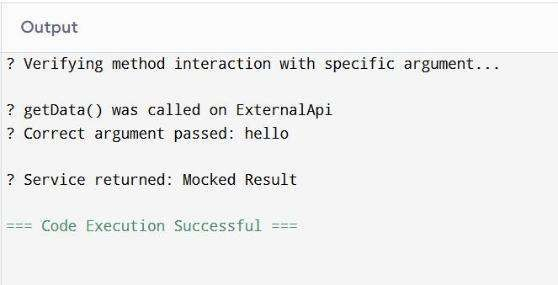 Output
? Verifying method interaction with specific argument...
? getData() was called on ExternalApi
? Correct argument passed: hello
? Service returned: Mocked Result
=== Code Execution Successful ===